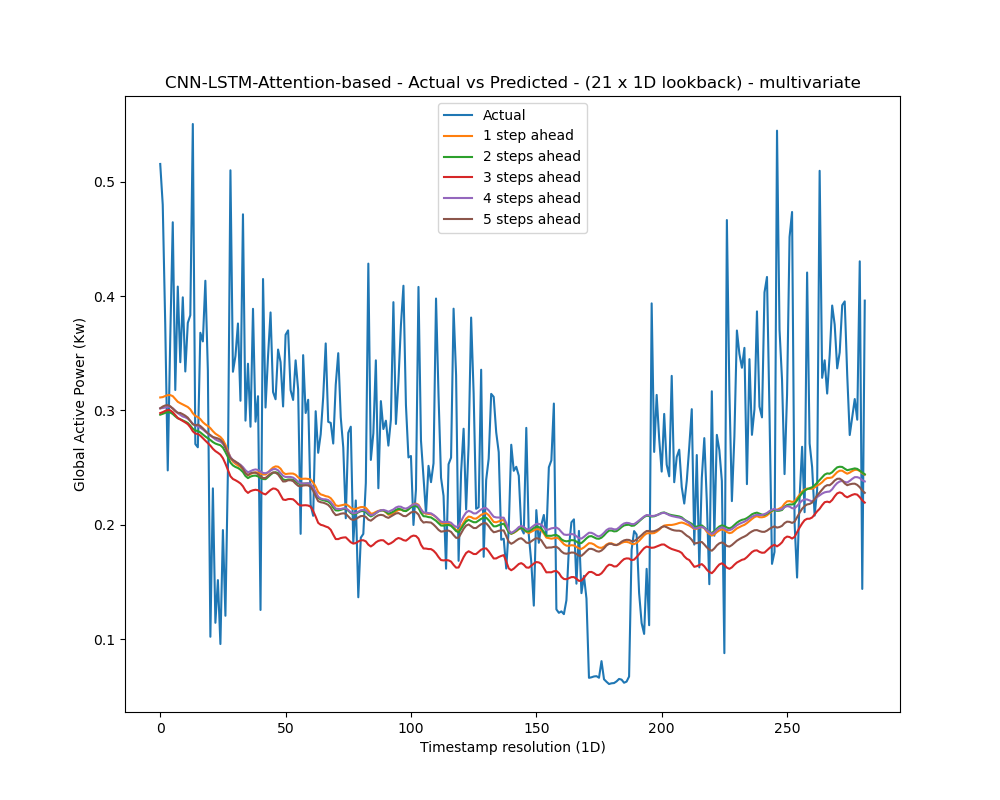 CNN-LSTM-Attention-based - Actual vs Predicted - (21 x 1D lookback) - multivariate
Actual
1 step ahead
2 steps ahead
3 steps ahead
4 steps ahead
5 steps ahead
Global Active Power (Kw)
0.5
0.4
0.3
0.2
0.1
0 50 100 150 200 250
Timestamp resolution (1D)